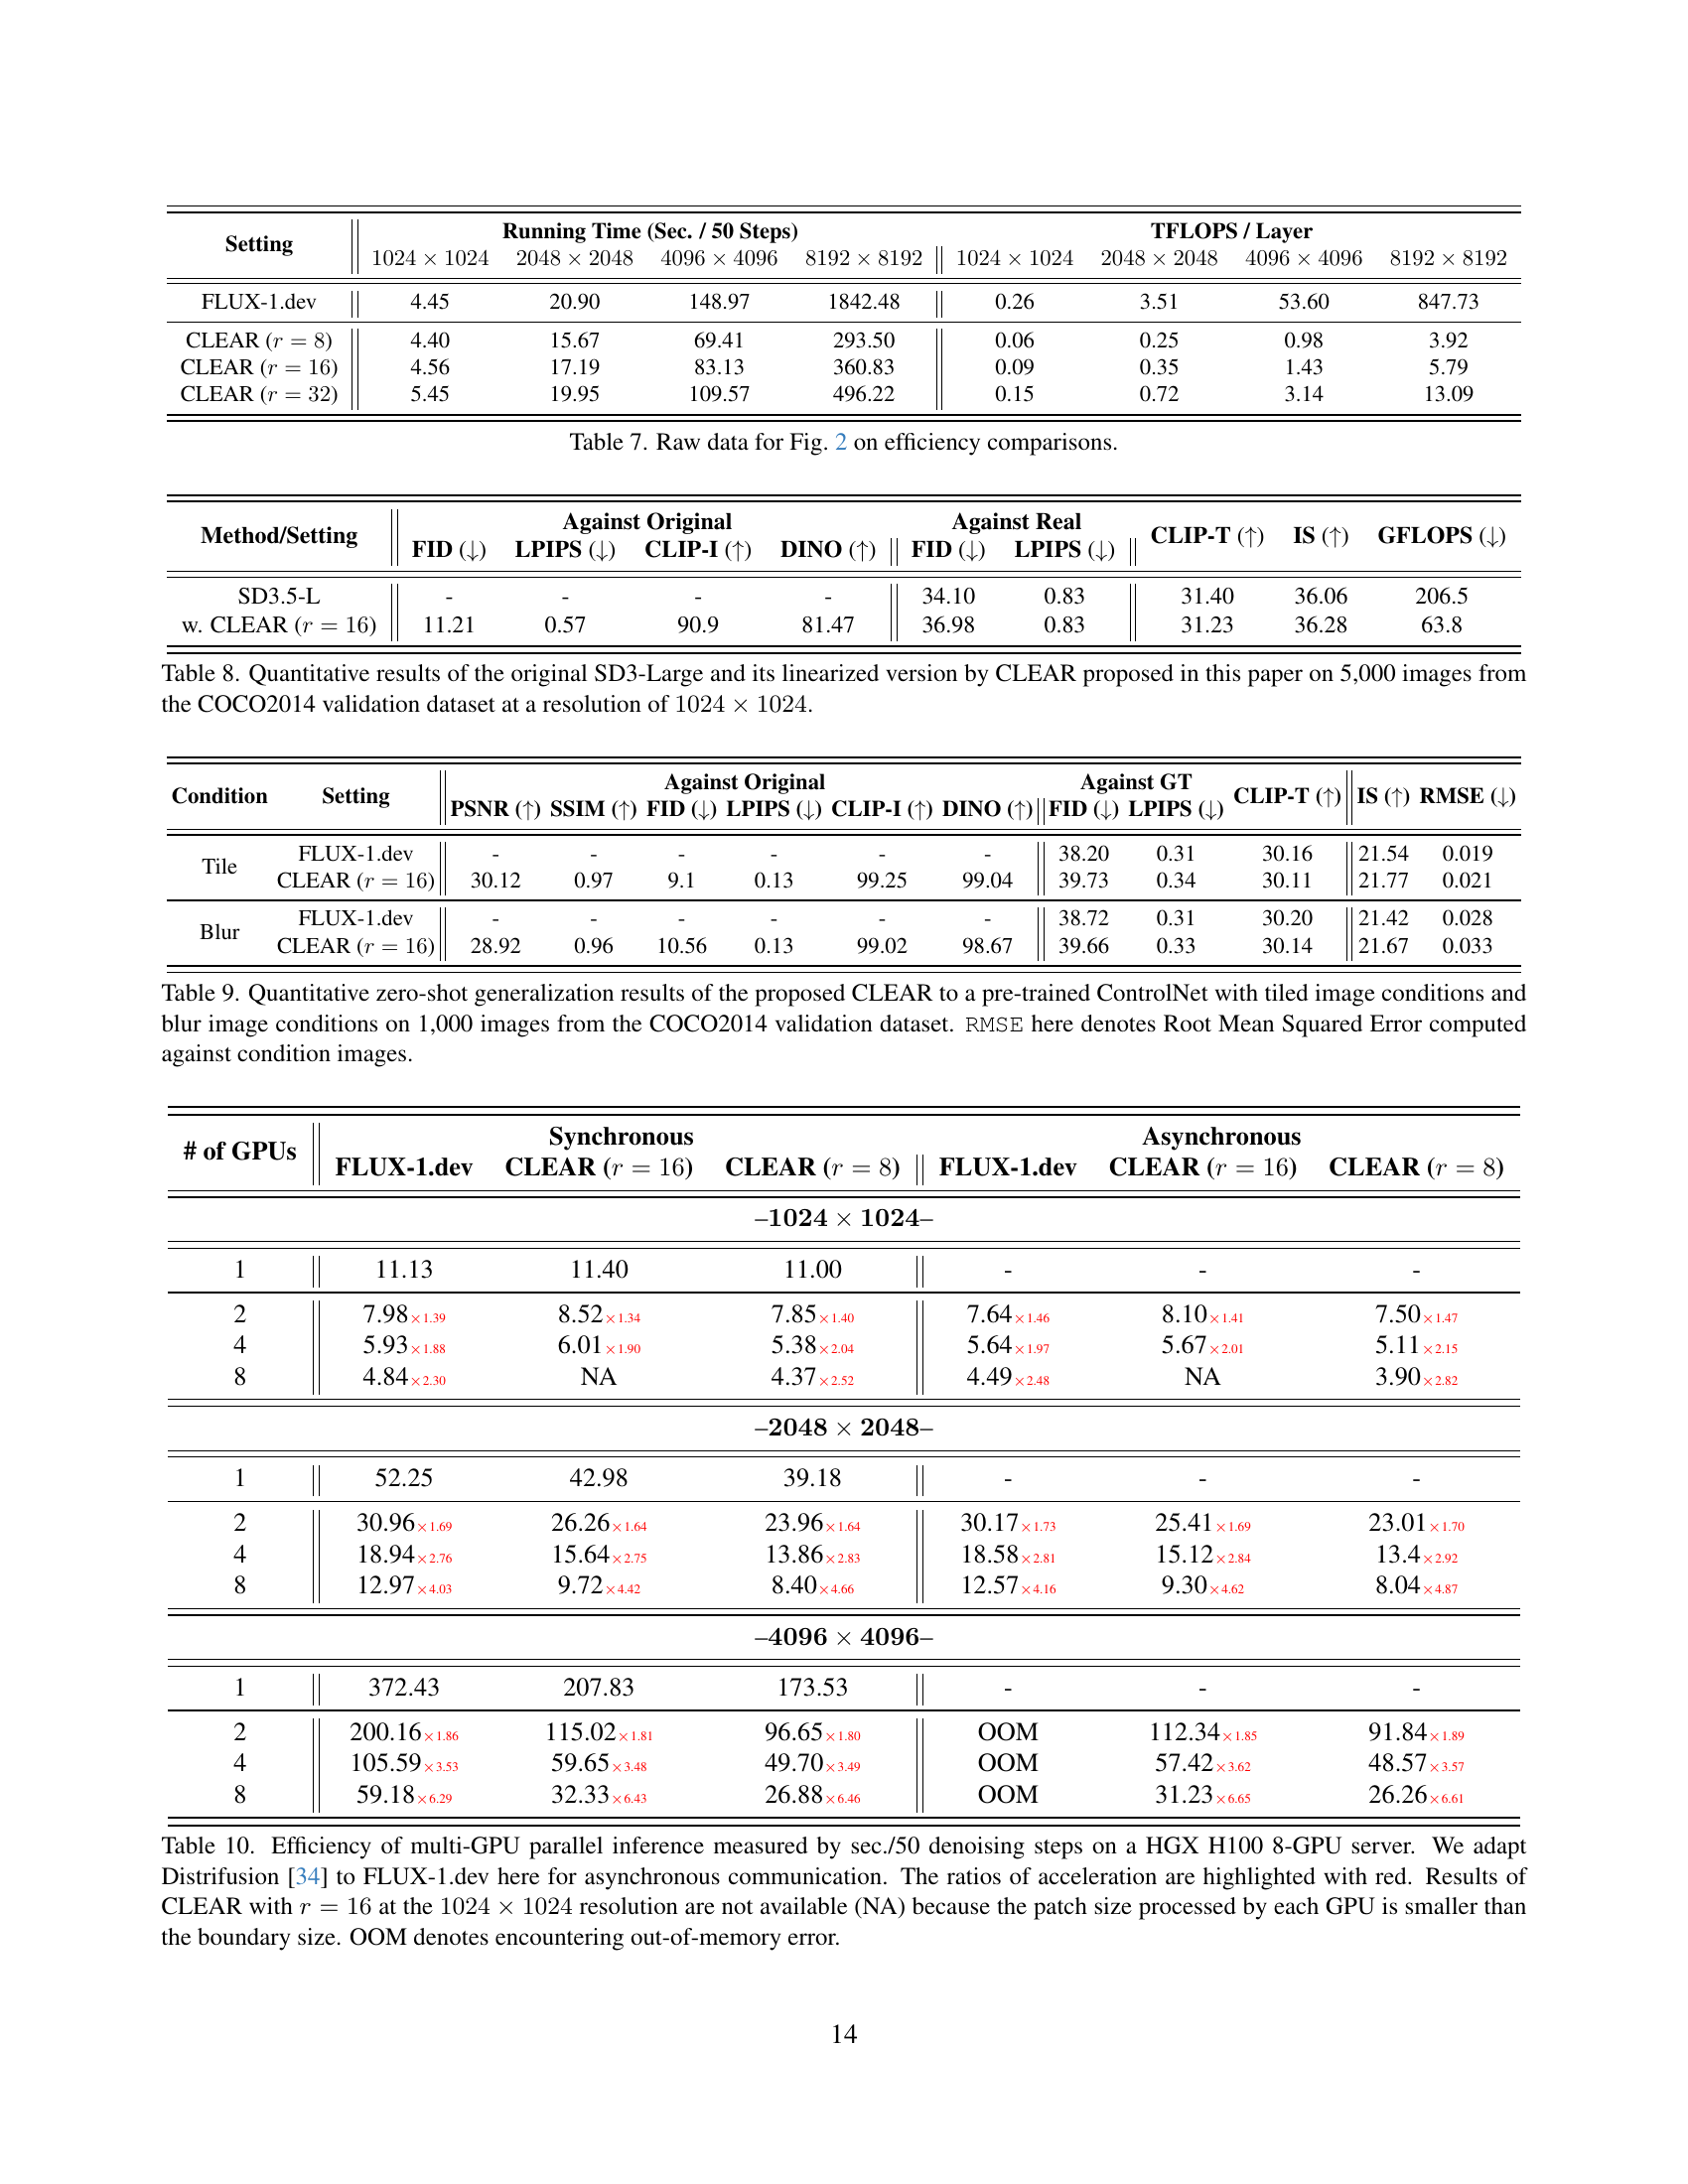 Setting Running Time (Sec. / 50 Steps) TFLOPS / Layer
1024 × 1024 2048 × 2048 4096 × 4096 8192 × 8192 1024 × 1024 2048 × 2048 4096 × 4096 8192 × 8192
FLUX-1.dev 4.45 20.90 148.97 1842.48 0.26 3.51 53.60 847.73
CLEAR (r = 8) 4.40 15.67 69.41 293.50 0.06 0.25 0.98 3.92
CLEAR (r = 16) 4.56 17.19 83.13 360.83 0.09 0.35 1.43 5.79
CLEAR (r = 32) 5.45 19.95 109.57 496.22 0.15 0.72 3.14 13.09
Table 7. Raw data for Fig. 2 on efficiency comparisons.
Method/Setting Against Original Against Real CLIP-T (↑) IS (↑) GFLOPS (↓)
FID (↓) LPIPS (↓) CLIP-I (↑) DINO (↑) FID (↓) LPIPS (↓)
SD3.5-L - - - - 34.10 0.83 31.40 36.06 206.5
w. CLEAR (r = 16) 11.21 0.57 90.9 81.47 36.98 0.83 31.23 36.28 63.8
Table 8. Quantitative results of the original SD3-Large and its linearized version by CLEAR proposed in this paper on 5,000 images from
the COCO2014 validation dataset at a resolution of 1024 × 1024.
Condition Setting Against Original Against GT CLIP-T (↑) IS (↑) RMSE (↓)
PSNR (↑) SSIM (↑) FID (↓) LPIPS (↓) CLIP-I (↑) DINO (↑) FID (↓) LPIPS (↓)
Tile FLUX-1.dev - - - - - - 38.20 0.31 30.16 21.54 0.019
CLEAR (r = 16) 30.12 0.97 9.1 0.13 99.25 99.04 39.73 0.34 30.11 21.77 0.021
Blur FLUX-1.dev - - - - - - 38.72 0.31 30.20 21.42 0.028
CLEAR (r = 16) 28.92 0.96 10.56 0.13 99.02 98.67 39.66 0.33 30.14 21.67 0.033
Table 9. Quantitative zero-shot generalization results of the proposed CLEAR to a pre-trained ControlNet with tiled image conditions and
blur image conditions on 1,000 images from the COCO2014 validation dataset. RMSE here denotes Root Mean Squared Error computed
against condition images.
# of GPUs Synchronous Asynchronous
FLUX-1.dev CLEAR (r = 16) CLEAR (r = 8) FLUX-1.dev CLEAR (r = 16) CLEAR (r = 8)
–1024 × 1024–
1 11.13 11.40 11.00 - - -
2 7.98×1.39 8.52×1.34 7.85×1.40 7.64×1.46 8.10×1.41 7.50×1.47
4 5.93×1.88 6.01×1.90 5.38×2.04 5.64×1.97 5.67×2.01 5.11×2.15
8 4.84×2.30 NA 4.37×2.52 4.49×2.48 NA 3.90×2.82
–2048 × 2048–
1 52.25 42.98 39.18 - - -
2 30.96×1.69 26.26×1.64 23.96×1.64 30.17×1.73 25.41×1.69 23.01×1.70
4 18.94×2.76 15.64×2.75 13.86×2.83 18.58×2.81 15.12×2.84 13.4×2.92
8 12.97×4.03 9.72×4.42 8.40×4.66 12.57×4.16 9.30×4.62 8.04×4.87
–4096 × 4096–
1 372.43 207.83 173.53 - - -
2 200.16×1.86 115.02×1.81 96.65×1.80 OOM 112.34×1.85 91.84×1.89
4 105.59×3.53 59.65×3.48 49.70×3.49 OOM 57.42×3.62 48.57×3.57
8 59.18×6.29 32.33×6.43 26.88×6.46 OOM 31.23×6.65 26.26×6.61
Table 10. Efficiency of multi-GPU parallel inference measured by sec./50 denoising steps on a HGX H100 8-GPU server. We adapt
Distrifusion [34] to FLUX-1.dev here for asynchronous communication. The ratios of acceleration are highlighted with red. Results of
CLEAR with r = 16 at the 1024 × 1024 resolution are not available (NA) because the patch size processed by each GPU is smaller than
the boundary size. OOM denotes encountering out-of-memory error.
14